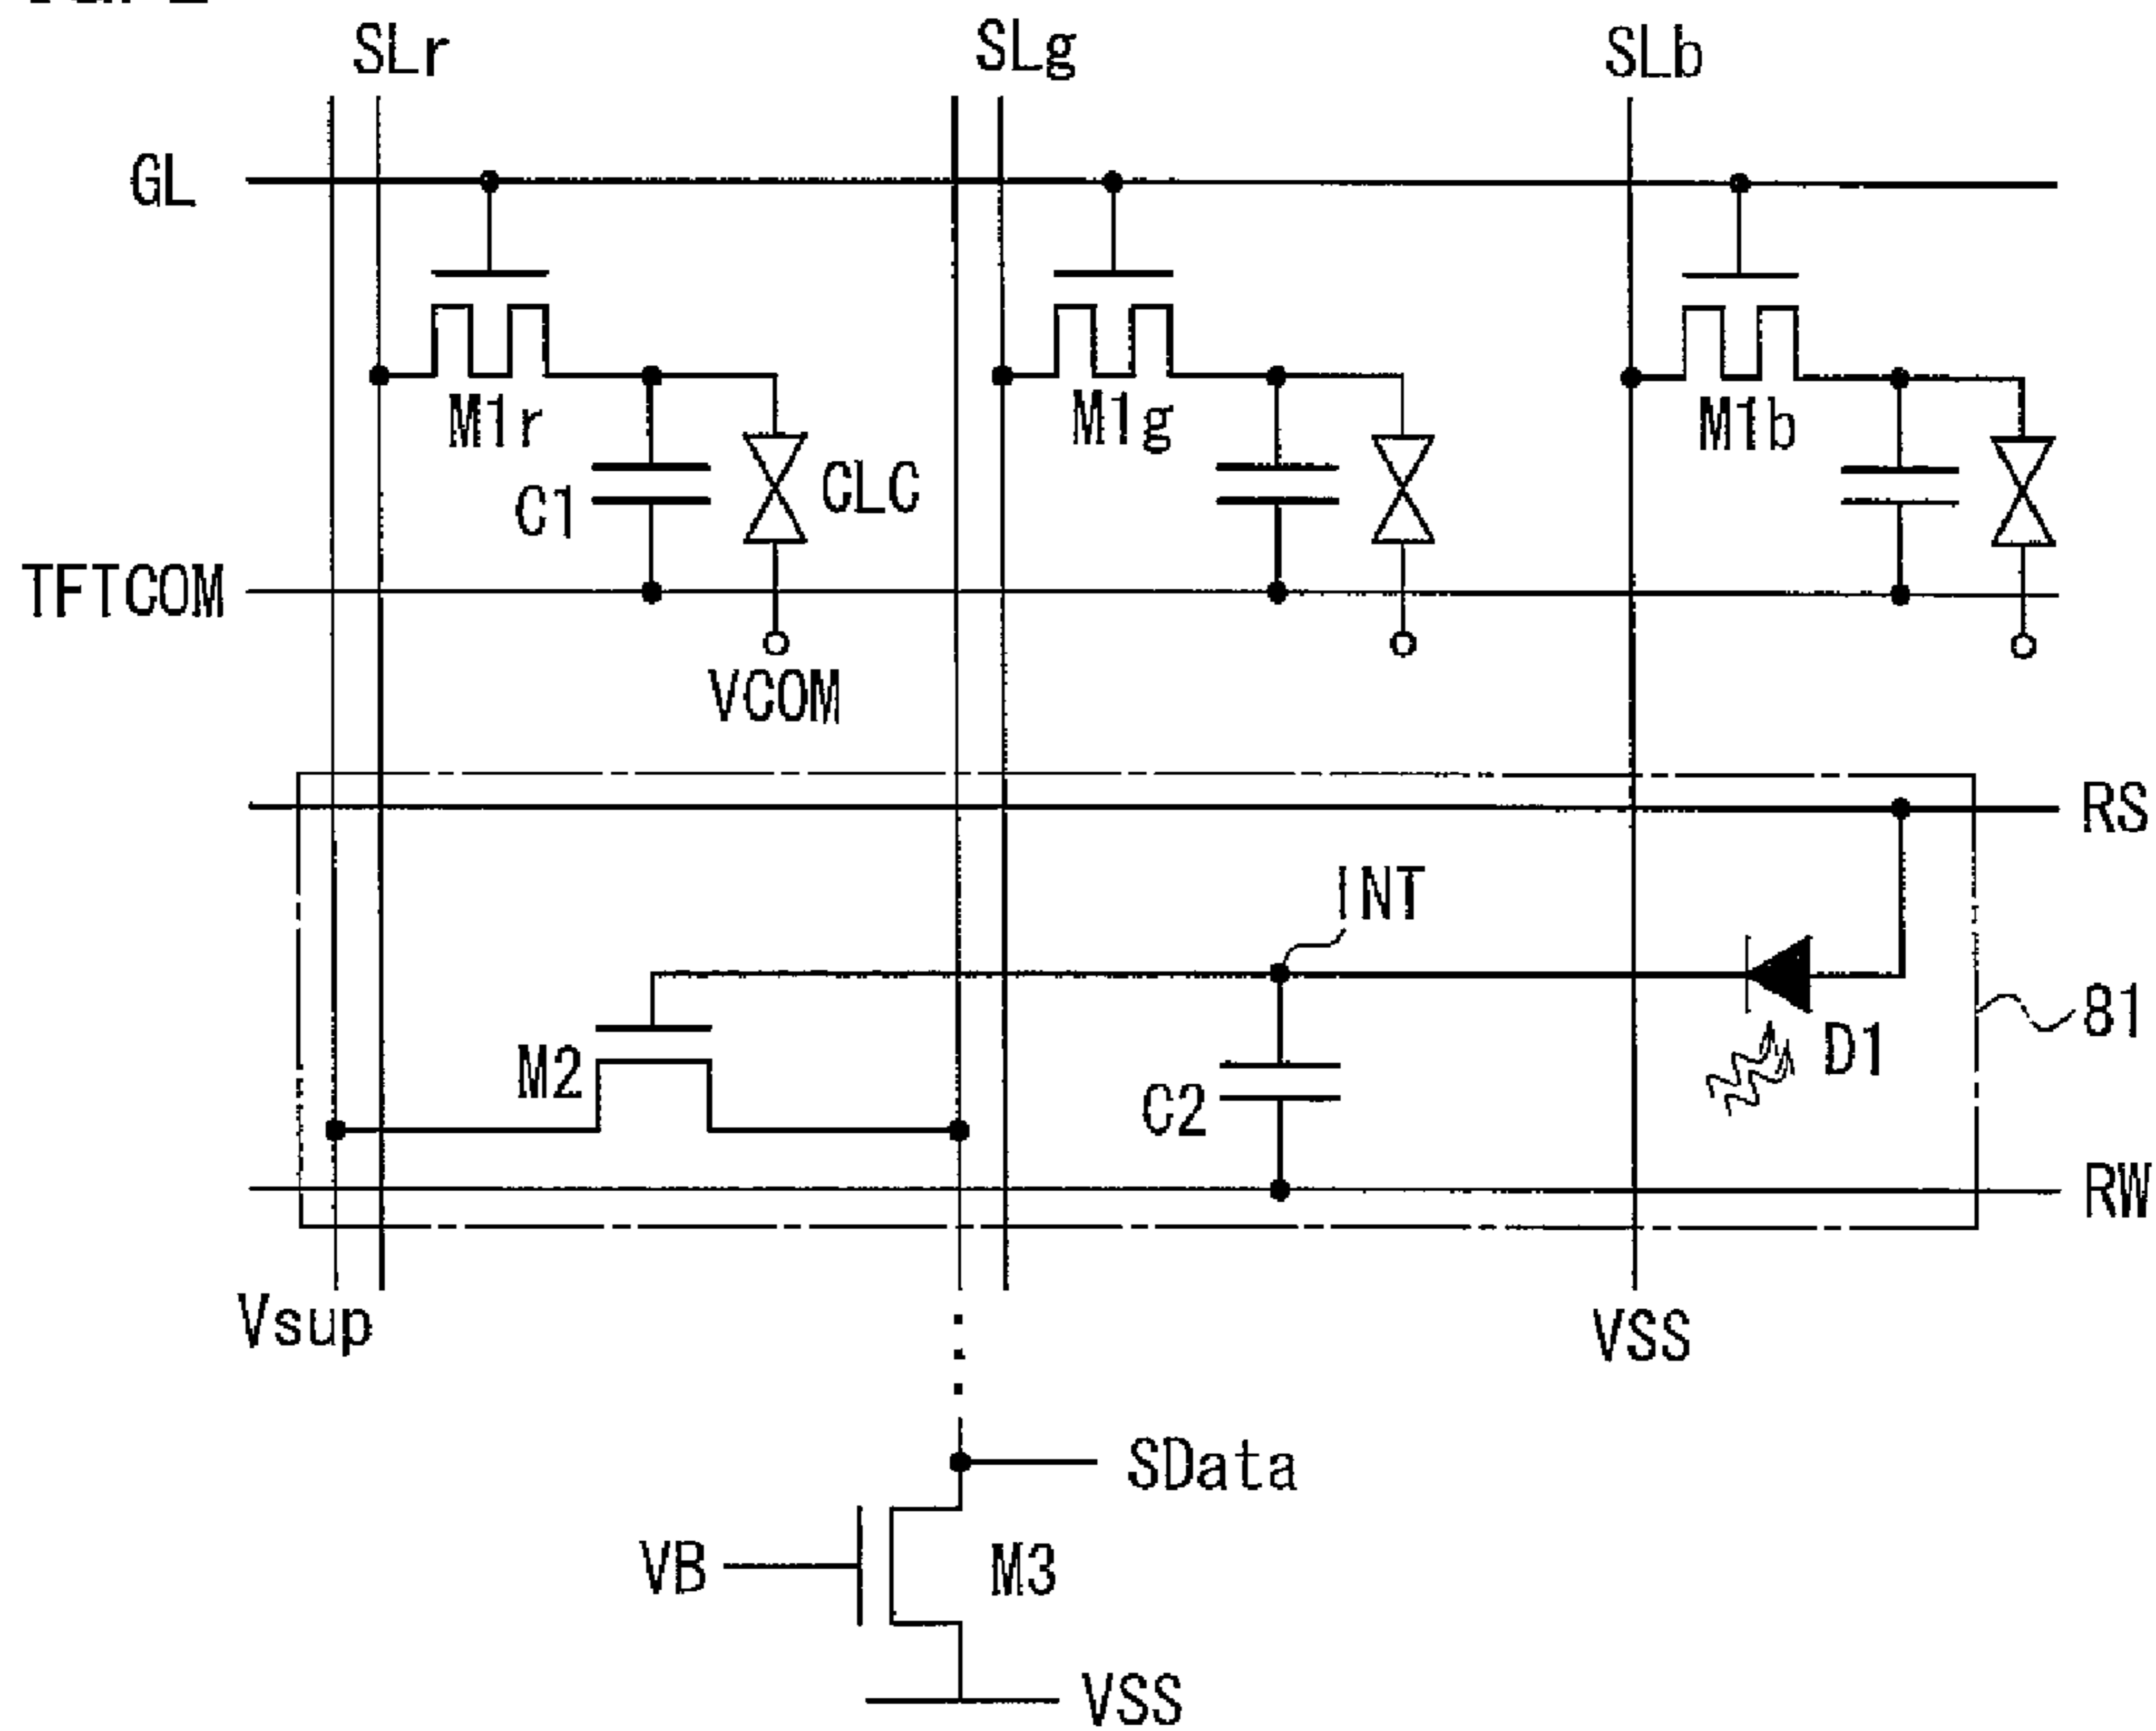 SLr SLg SLb
GL
M1r M1g M1b
C1 CLC
TFTCOM
VCOM
RS
INT
81
M2 D1
C2
RW
Vsup VSS
SData
VB M3
VSS